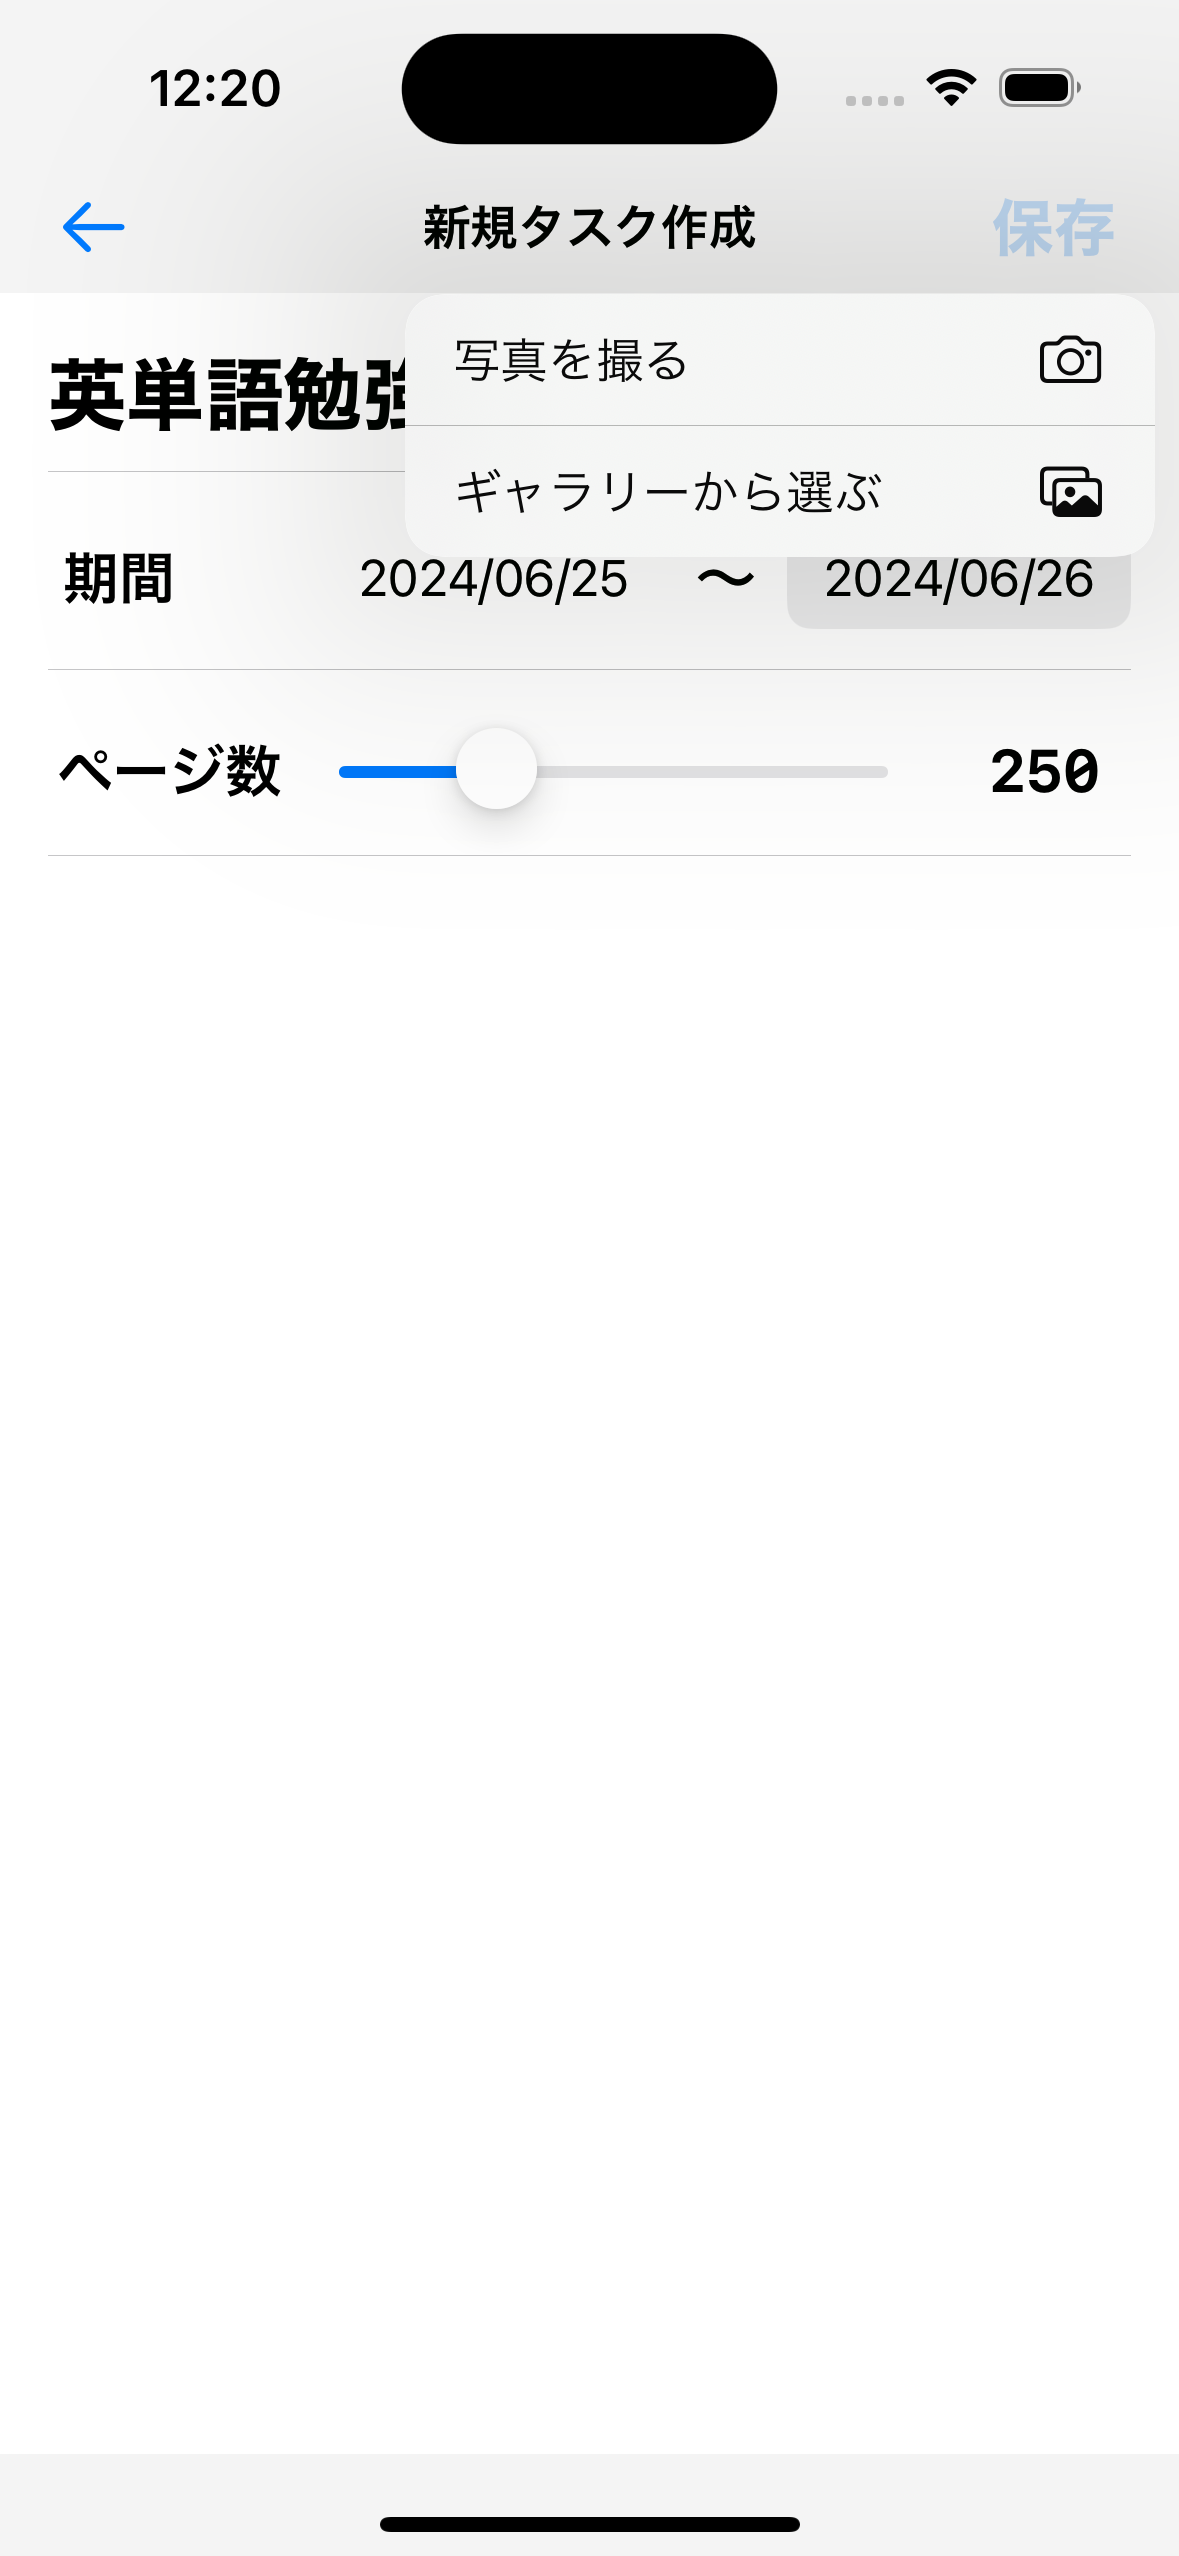 12:20
新規タスク作成 保存
写真を撮る
英単語勉強
ギャラリーから選ぶ
期間 2024/06/25 〜 2024/06/26
ページ数 250